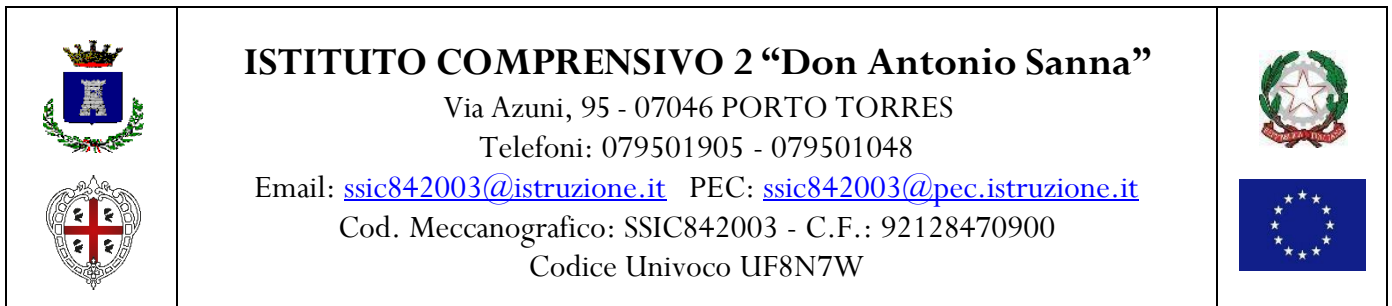 ISTITUTO COMPRENSIVO 2 “Don Antonio Sanna”
Via Azuni, 95 - 07046 PORTO TORRES
Telefoni: 079501905 - 079501048
Email: ssic842003@istruzione.it PEC: ssic842003@pec.istruzione.it
Cod. Meccanografico: SSIC842003 - C.F.: 92128470900
Codice Univoco UF8N7W